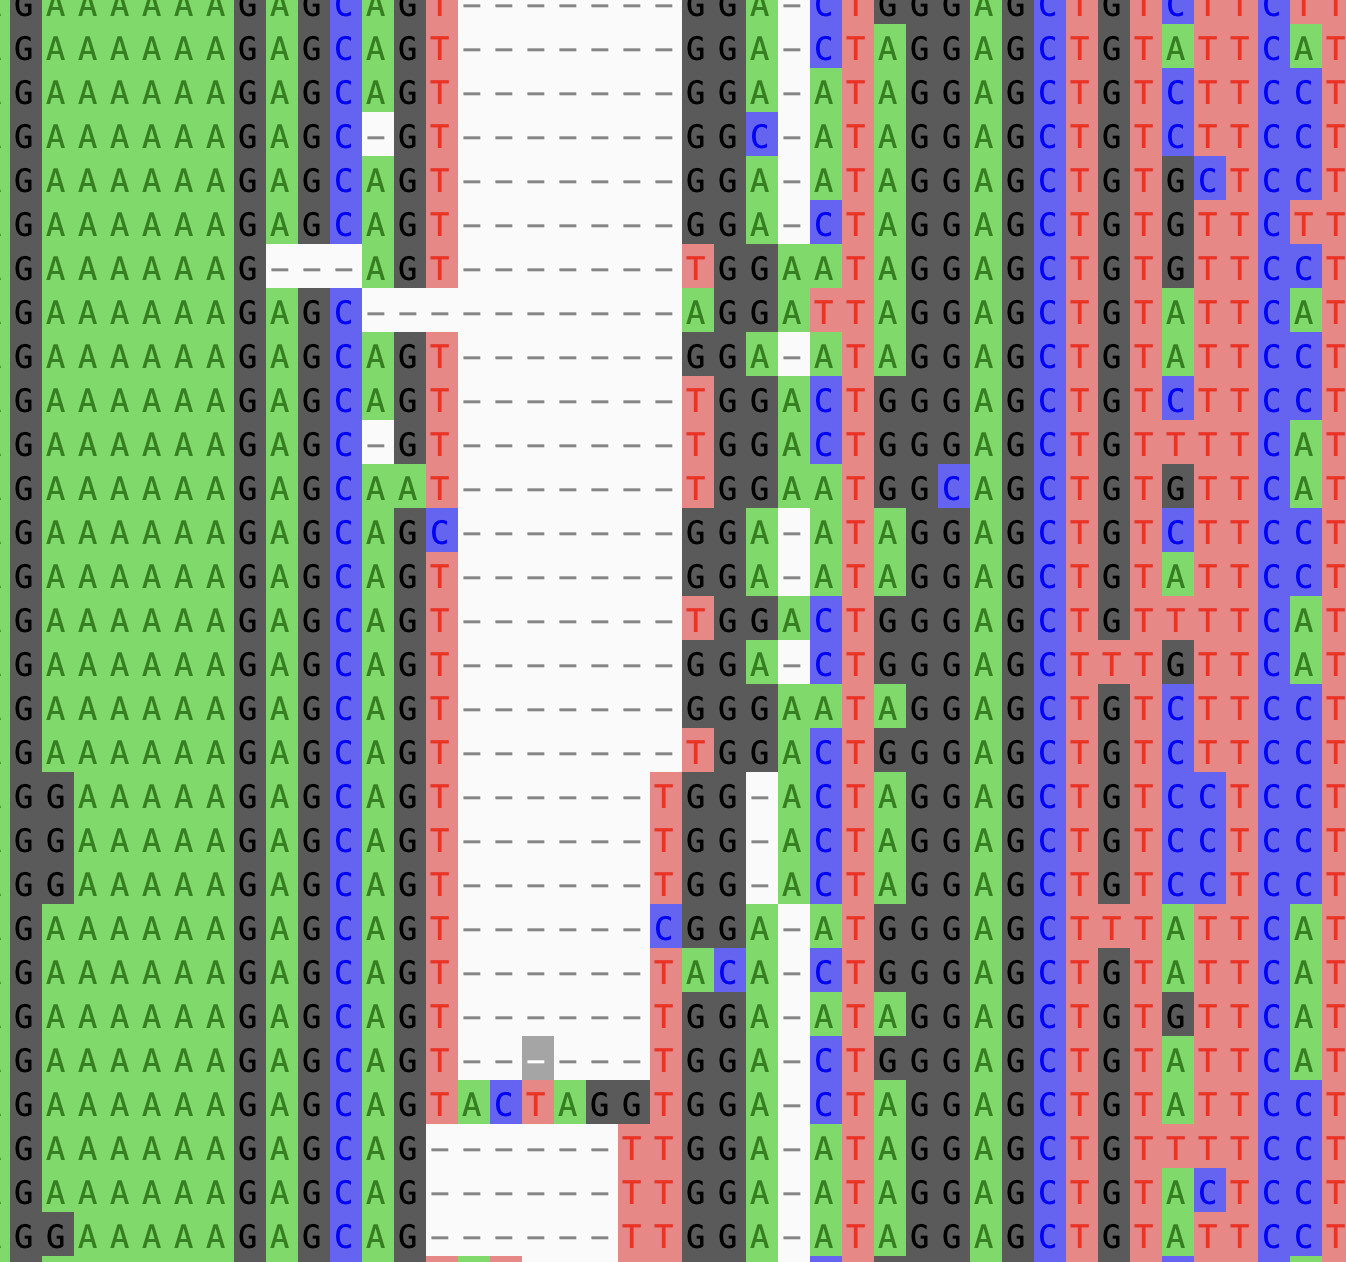 GAAAAAAGAGCAGT-------GGA-CTGGGAGCTGTCTTCTT
GAAAAAAGAGCAGT-------GGA-CTAGGAGCTGTATTCAT
GAAAAAAGAGCAGT-------GGA-ATAGGAGCTGTCTTCCT
GAAAAAAGAGC-GT-------GGC-ATAGGAGCTGTCTTCCT
GAAAAAAGAGCAGT-------GGA-ATAGGAGCTGTGCTCCT
GAAAAAAGAGCAGT-------GGA-CTAGGAGCTGTGTTCTT
GAAAAAAG---AGT-------TGGAATAGGAGCTGTGTTCCT
GAAAAAAGAGC----------AGGATTAGGAGCTGTATTCAT
GAAAAAAGAGCAGT-------GGA-ATAGGAGCTGTATTCCT
GAAAAAAGAGCAGT-------TGGACTGGGAGCTGTCTTCCT
GAAAAAAGAGC-GT-------TGGACTGGGAGCTGTTTTCAT
GAAAAAAGAGCAAT-------TGGAATGGCAGCTGTGTTCAT
GAAAAAAGAGCAGC-------GGA-ATAGGAGCTGTCTTCCT
GAAAAAAGAGCAGT-------GGA-ATAGGAGCTGTATTCCT
GAAAAAAGAGCAGT-------TGGACTGGGAGCTGTTTTCAT
GAAAAAAGAGCAGT-------GGA-CTGGGAGCTTTGTTCAT
GAAAAAAGAGCAGT-------GGGAATAGGAGCTGTCTTCCT
GAAAAAAGAGCAGT-------TGGACTGGGAGCTGTCTTCCT
GGAAAAAGAGCAGT------TGG-ACTAGGAGCTGTCCTCCT
GGAAAAAGAGCAGT------TGG-ACTAGGAGCTGTCCTCCT
GGAAAAAGAGCAGT------TGG-ACTAGGAGCTGTCCTCCT
GAAAAAAGAGCAGT------CGGA-ATGGGAGCTTTATTCAT
GAAAAAAGAGCAGT------TACA-CTGGGAGCTGTATTCAT
GAAAAAAGAGCAGT------TGGA-ATAGGAGCTGTGTTCAT
GAAAAAAGAGCAGT------TGGA-CTGGGAGCTGTATTCAT
GAAAAAAGAGCAGTACTAGGTGGA-CTAGGAGCTGTATTCCT
GAAAAAAGAGCAG------TTGGA-ATAGGAGCTGTTTTCCT
GAAAAAAGAGCAG------TTGGA-ATAGGAGCTGTACTCCT
GGAAAAAGAGCAG------TTGGA-ATAGGAGCTGTATTCCT